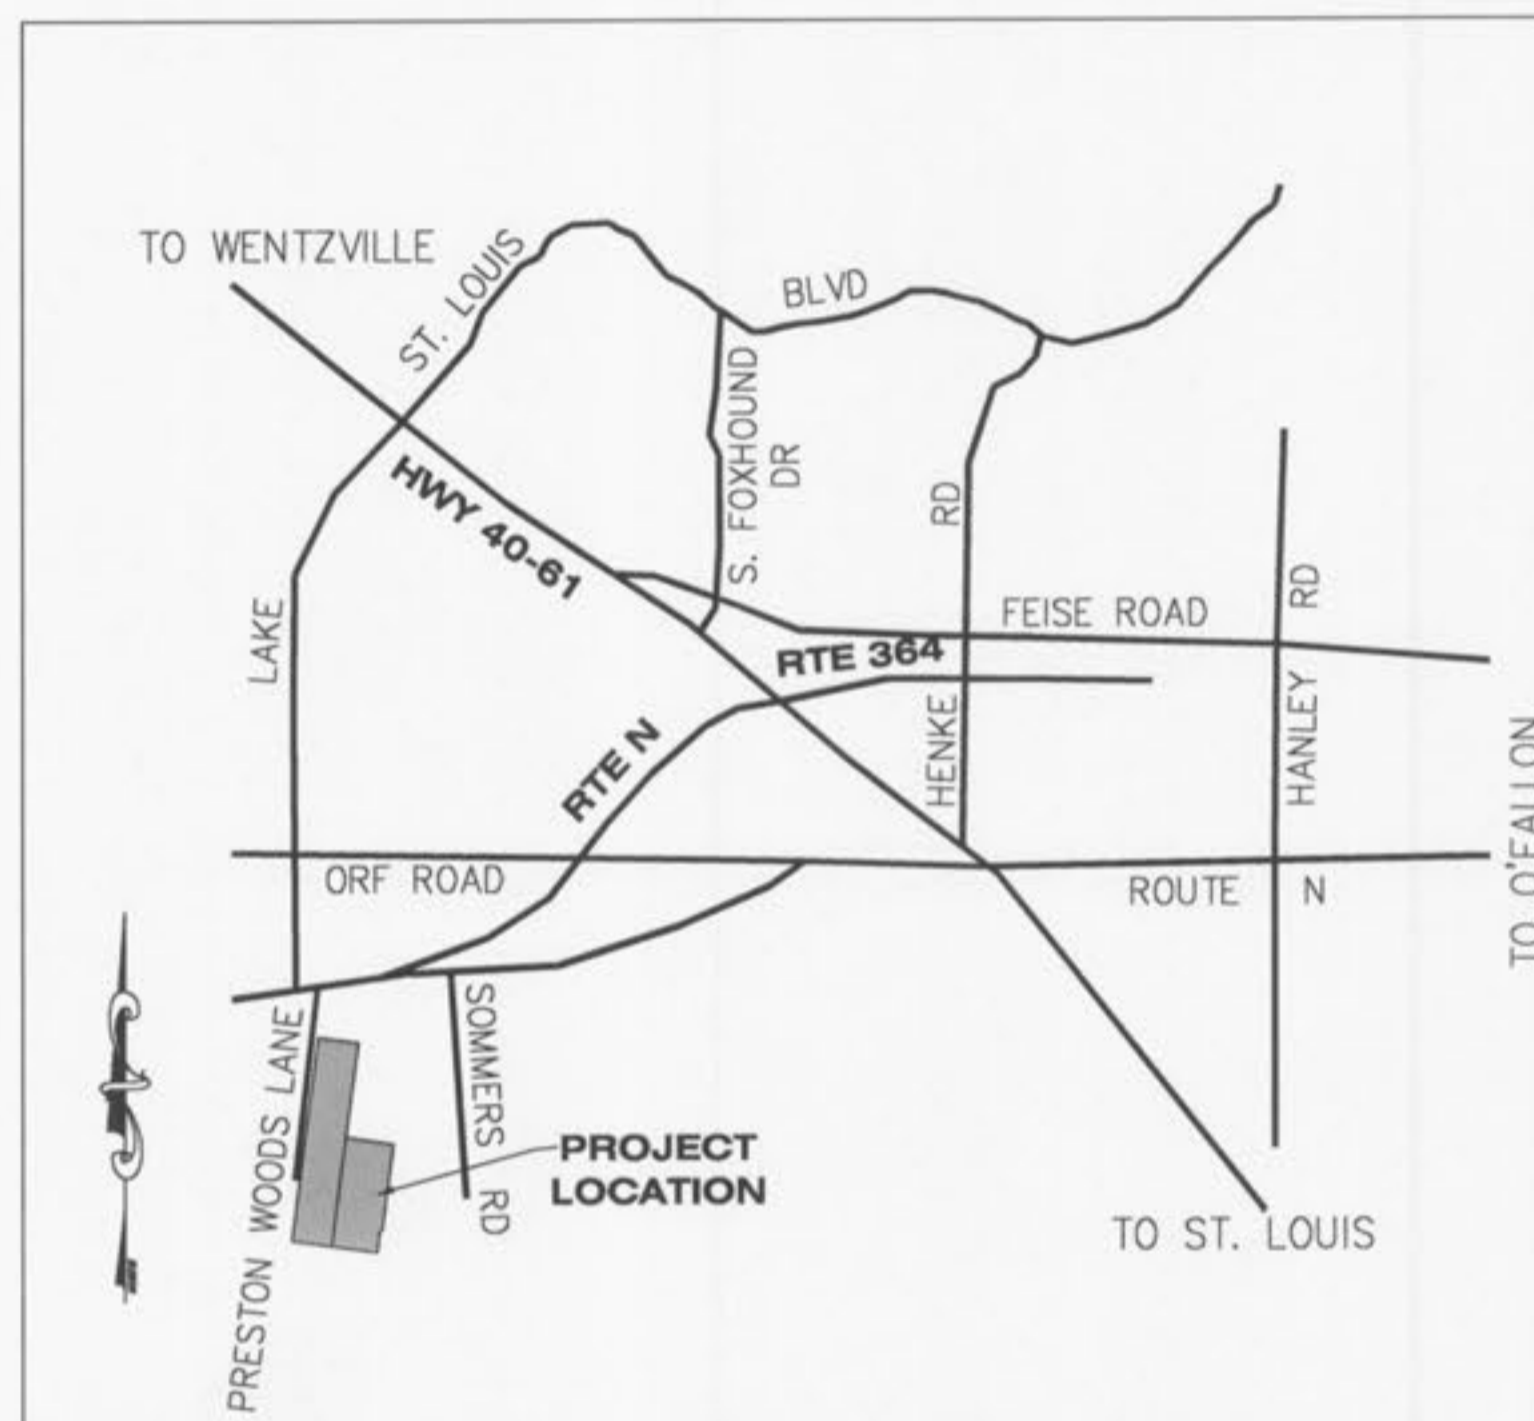 TO WENTZVILLE
ST. LOUIS
BLVD
HWY 40-61
S. FOXHOUND
DR
RD
LAKE
FEISE ROAD
RD
RTE 364
RTE N
HENKE
HANLEY
TO O'FALLON
ORF ROAD
ROUTE N
PRESTON WOODS LANE
SOMMERS RD
PROJECT
LOCATION
TO ST. LOUIS